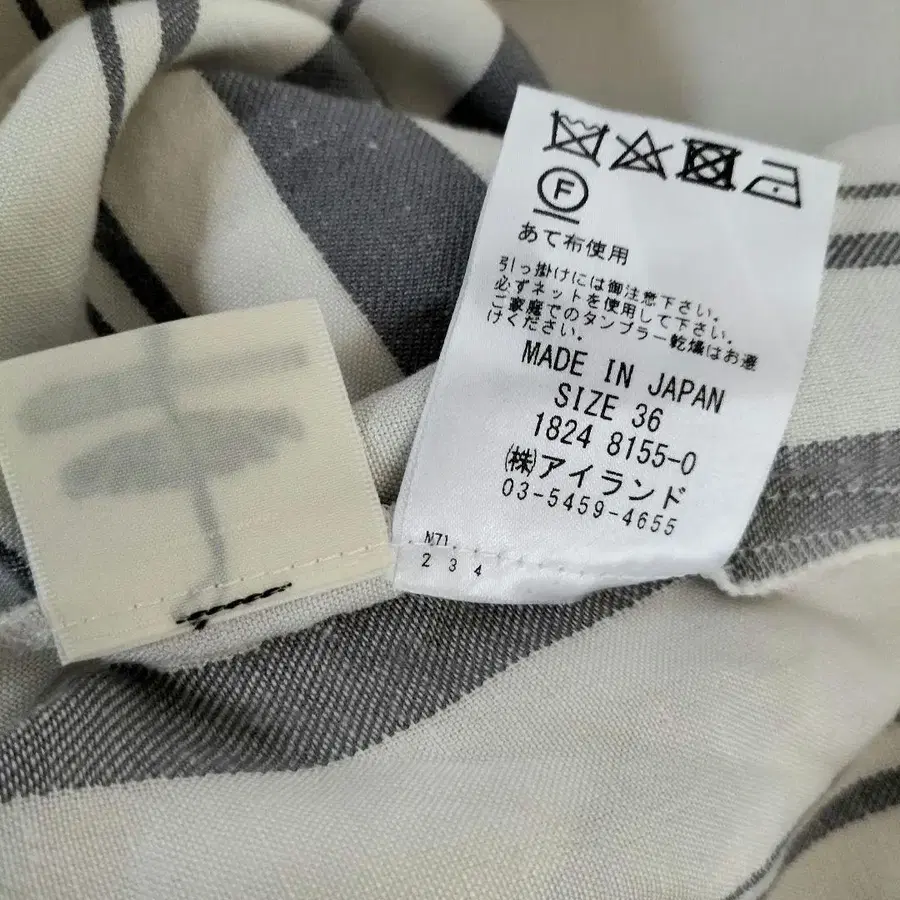 F
あて布使用
引っ掛けには御注意下さい。
必ずネットを使用して下さい。
ご家庭でのタンブラー乾燥はお避
けください。
MADE IN JAPAN
SIZE 36
1824 8155-0
㈱アイランド
03-5459-4655
N71
2 3 4